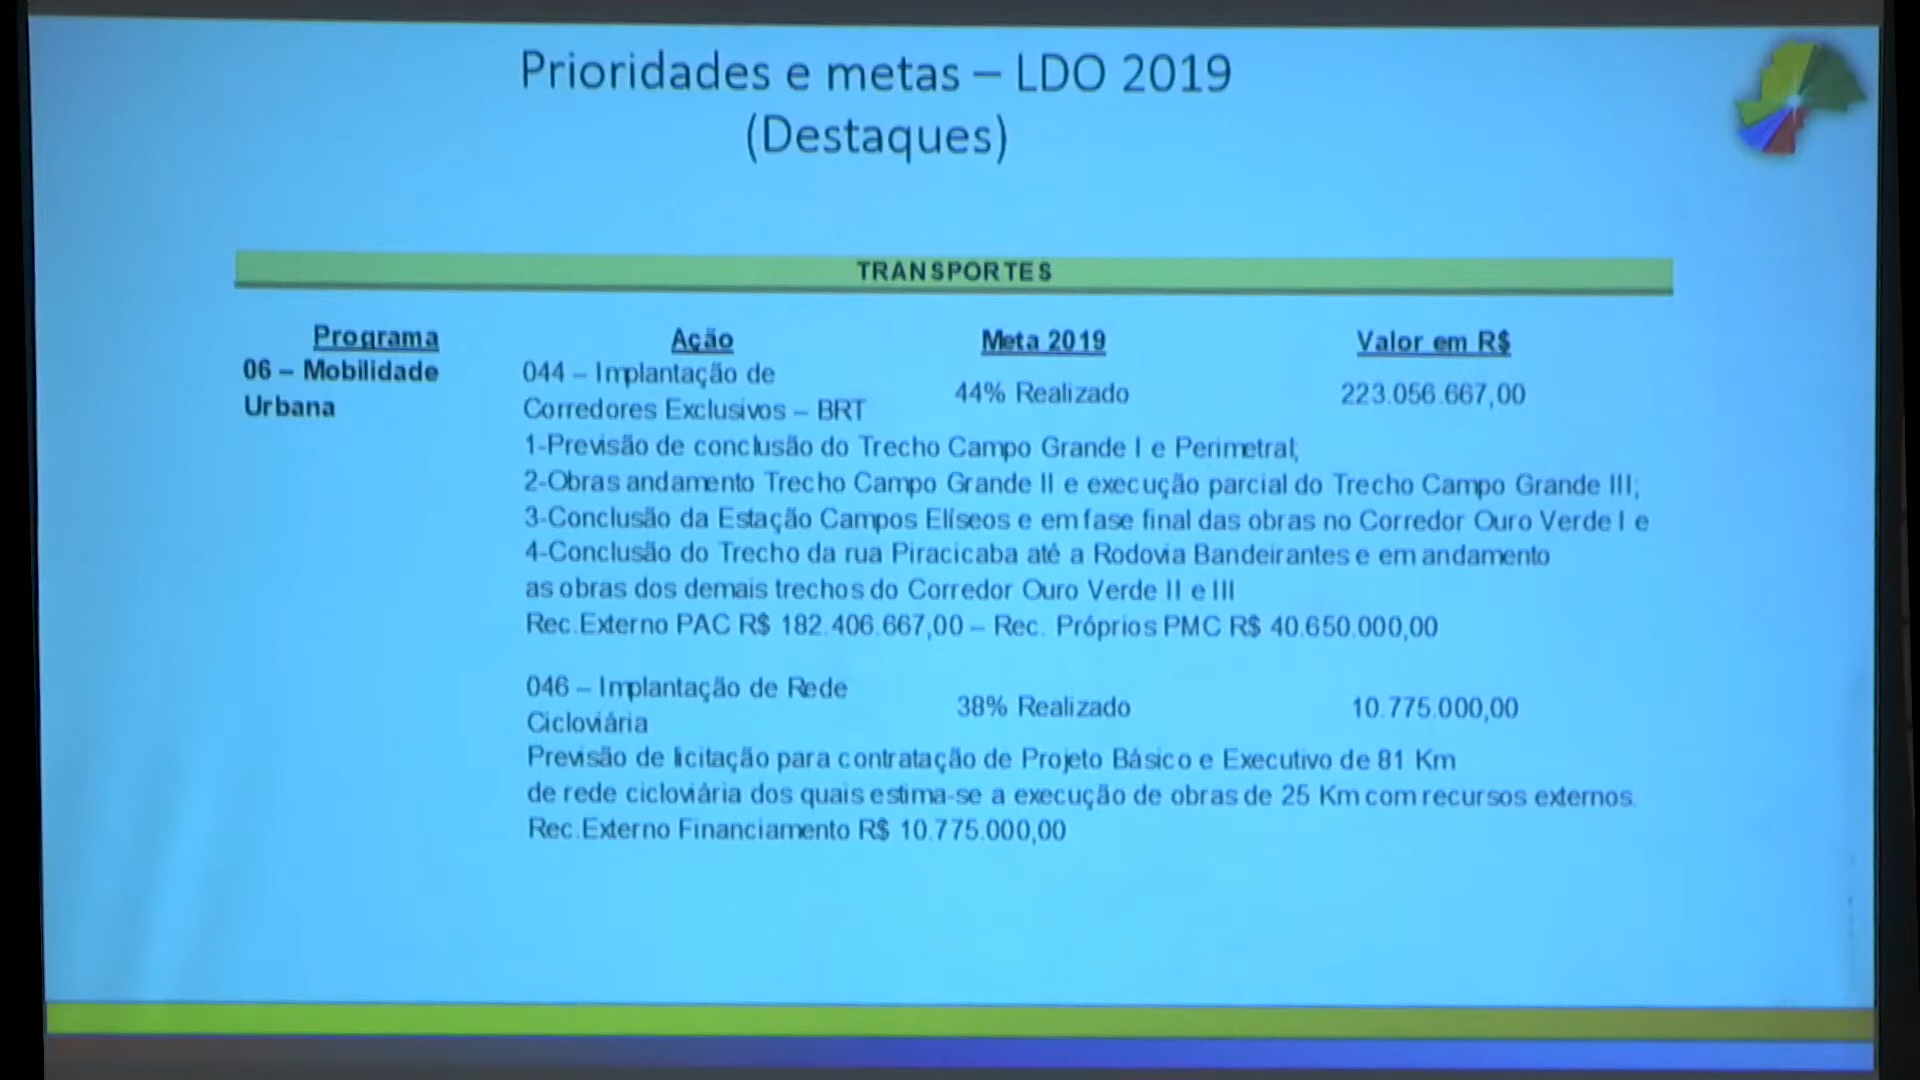 Prioridades e metas – LDO 2019
(Destaques)
TRANSPORTES
Programa Ação Meta 2019 Valor em R$
06 – Mobilidade Urbana
044 – Implantação de Corredores Exclusivos – BRT 44% Realizado 223.056.667,00
1-Previsão de conclusão do Trecho Campo Grande I e Perimetral;
2-Obras andamento Trecho Campo Grande II e execução parcial do Trecho Campo Grande III;
3-Conclusão da Estação Campos Elíseos e em fase final das obras no Corredor Ouro Verde I e
4-Conclusão do Trecho da rua Piracicaba até a Rodovia Bandeirantes e em andamento
as obras dos demais trechos do Corredor Ouro Verde II e III
Rec.Externo PAC R$ 182.406.667,00 – Rec. Próprios PMC R$ 40.650.000,00
046 – Implantação de Rede Cicloviária 38% Realizado 10.775.000,00
Previsão de licitação para contratação de Projeto Básico e Executivo de 81 Km
de rede cicloviária dos quais estima-se a execução de obras de 25 Km com recursos externos.
Rec.Externo Financiamento R$ 10.775.000,00